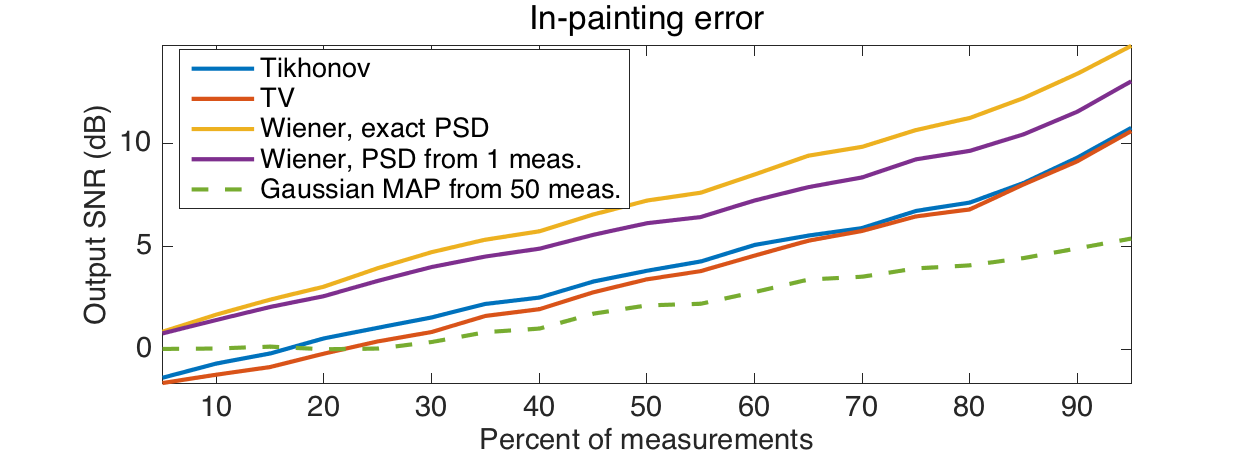 In-painting error
Tikhonov
TV
Wiener, exact PSD
Wiener, PSD from 1 meas.
Gaussian MAP from 50 meas.
Output SNR (dB)
10
5
0
10 20 30 40 50 60 70 80 90
Percent of measurements